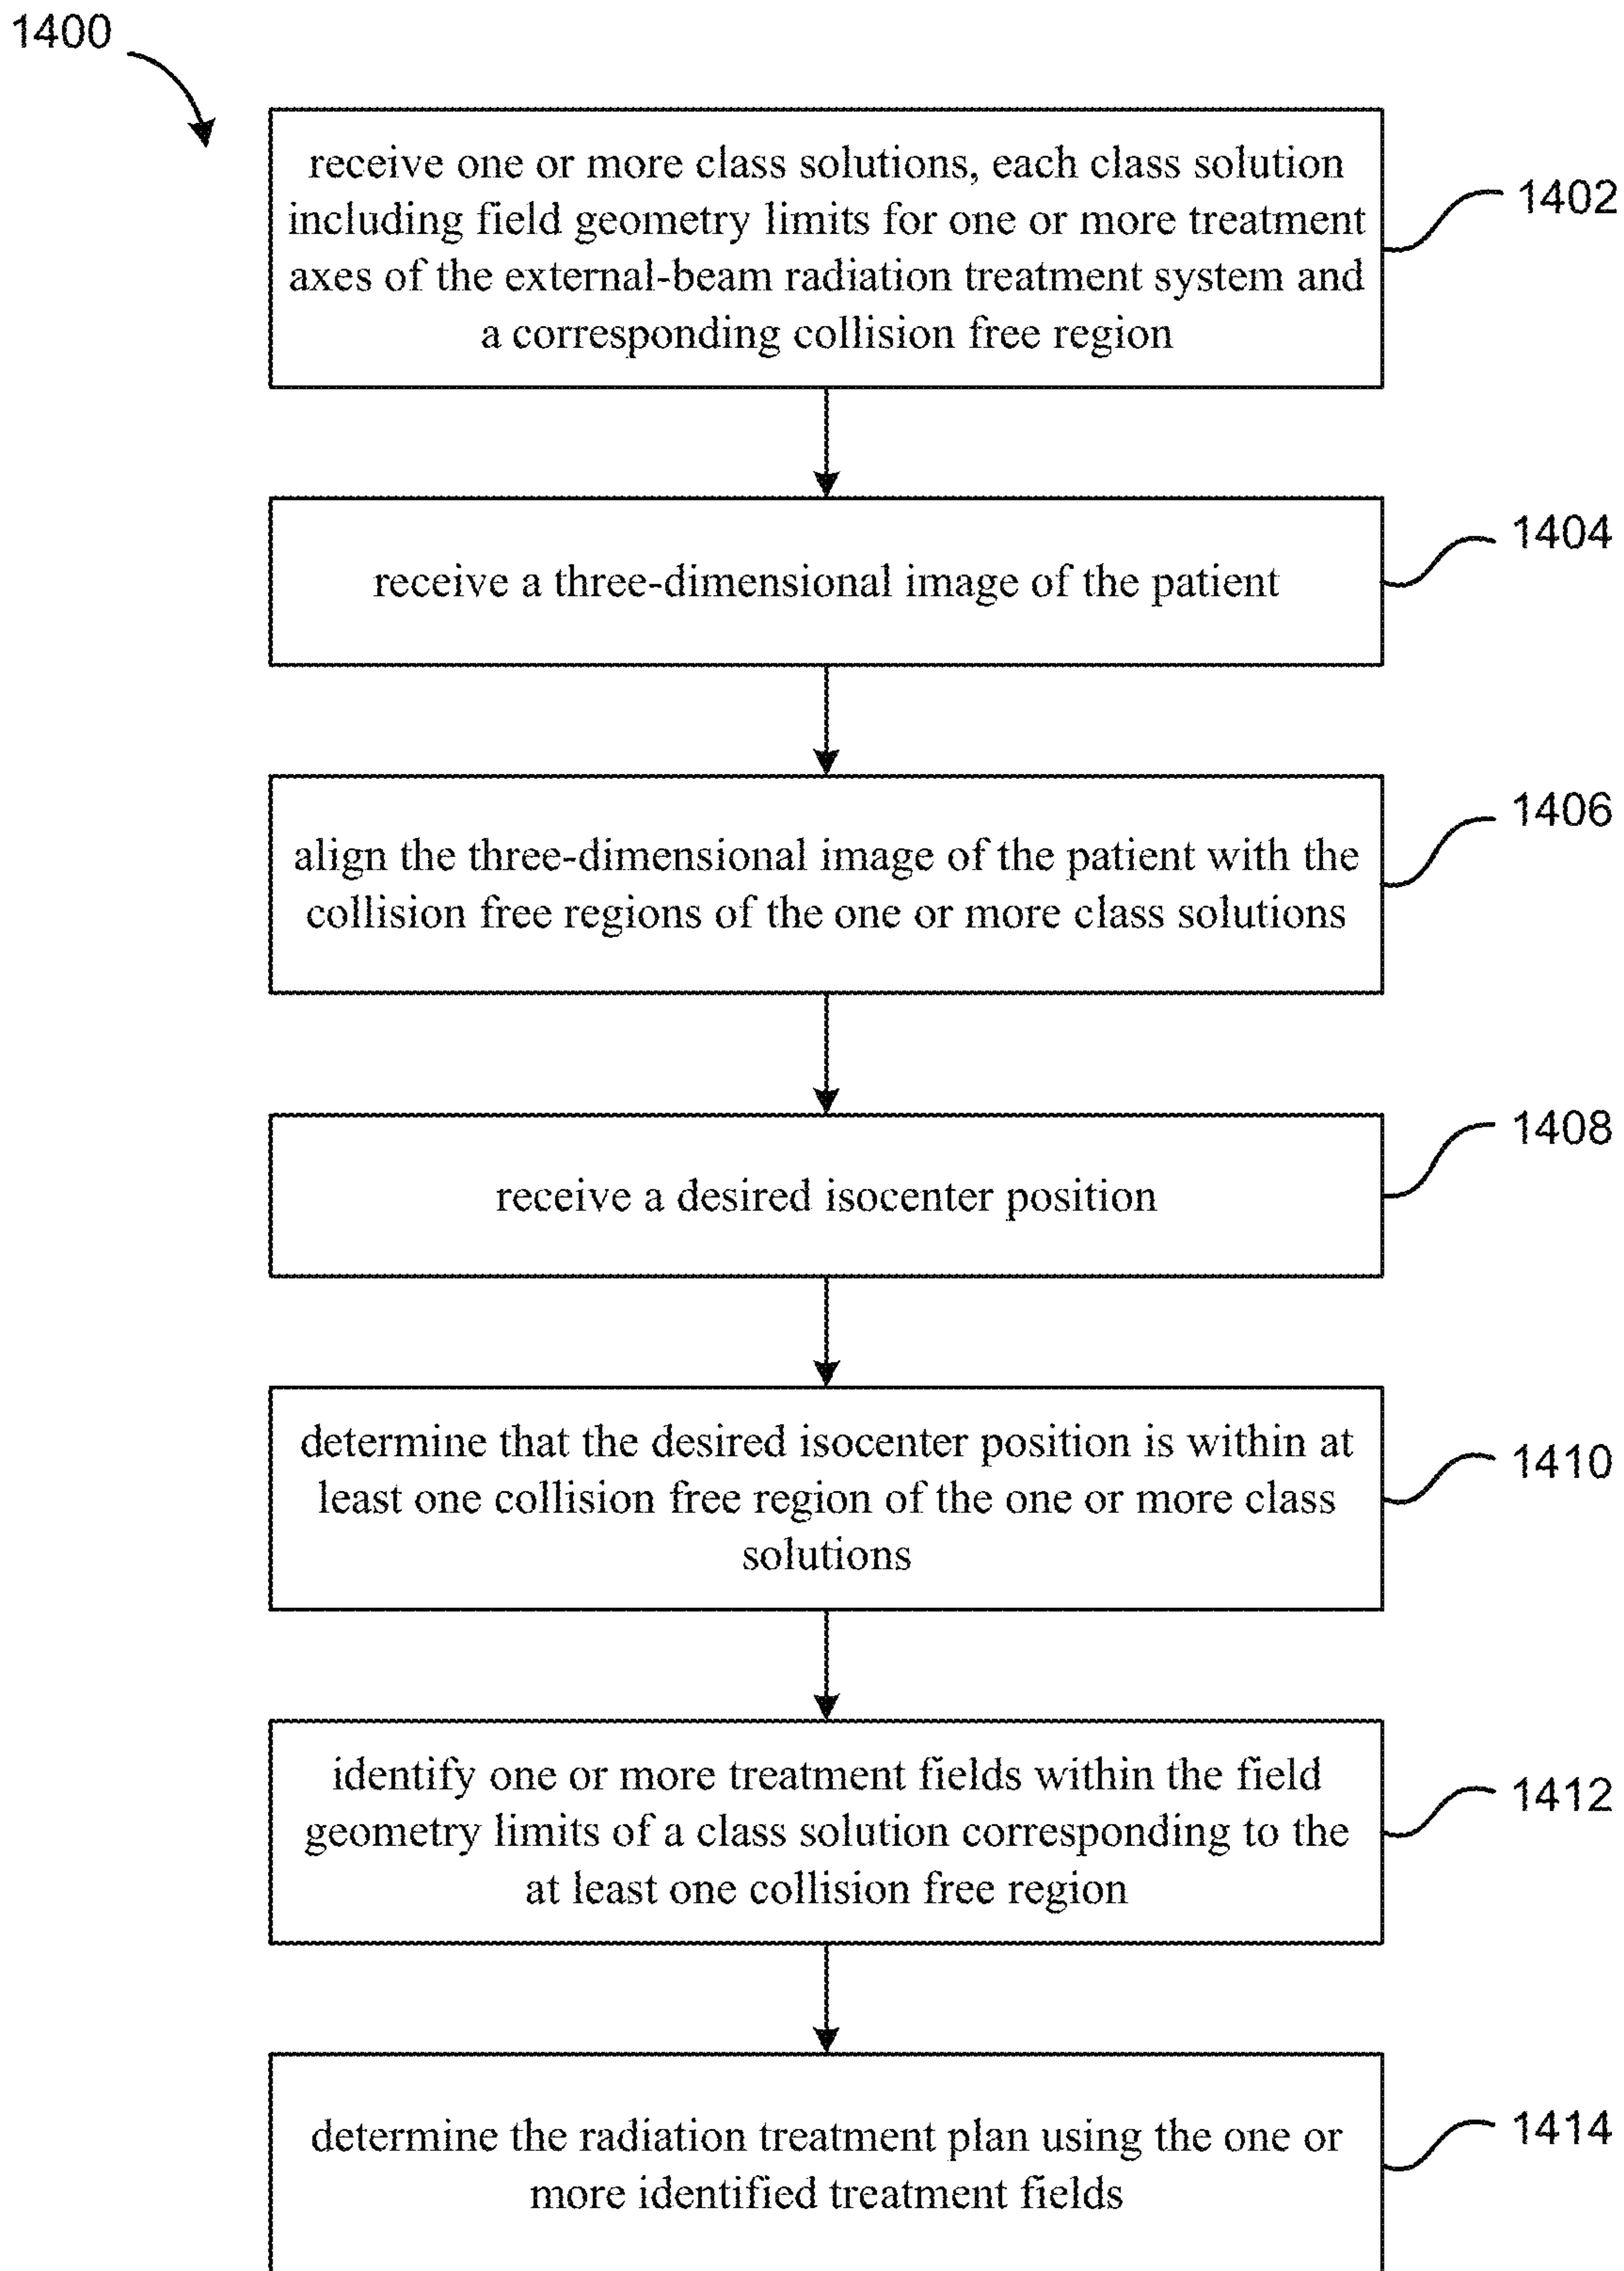 1400
receive one or more class solutions, each class solution
including field geometry limits for one or more treatment
axes of the external-beam radiation treatment system and
a corresponding collision free region
1402
receive a three-dimensional image of the patient
1404
align the three-dimensional image of the patient with the
collision free regions of the one or more class solutions
1406
receive a desired isocenter position
1408
determine that the desired isocenter position is within at
least one collision free region of the one or more class
solutions
1410
identify one or more treatment fields within the field
geometry limits of a class solution corresponding to the
at least one collision free region
1412
determine the radiation treatment plan using the one or
more identified treatment fields
1414